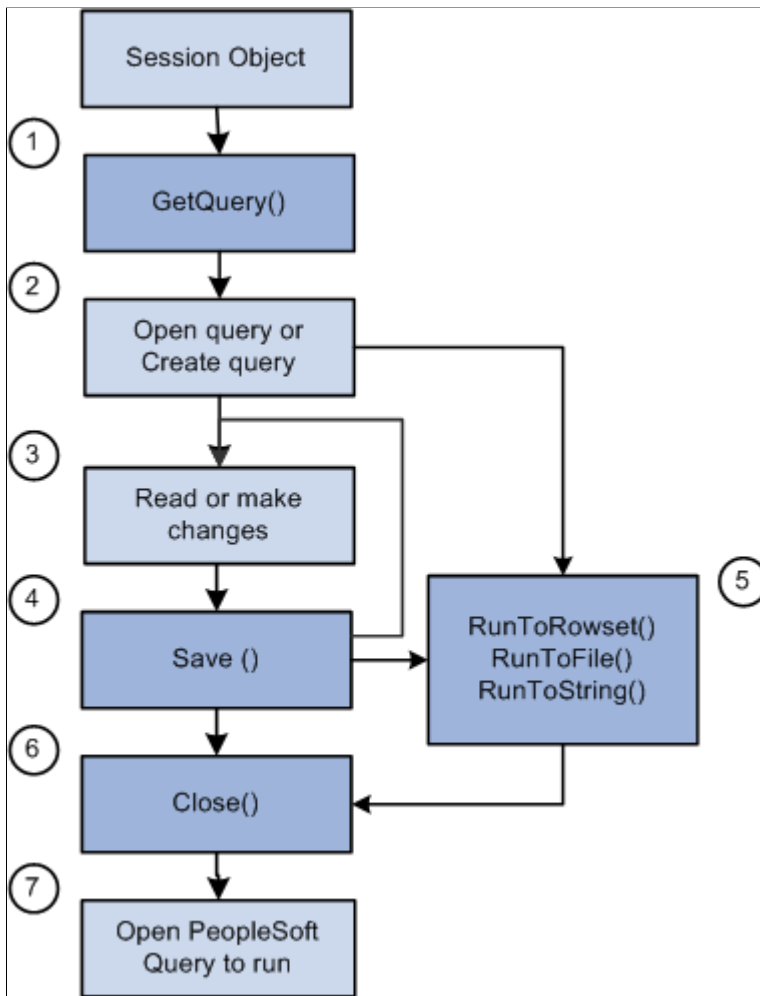 Session Object
1
GetQuery()
2
Open query or
Create query
3
Read or make
changes
4
Save ()
5
RunToRowset()
RunToFile()
RunToString()
6
Close()
7
Open PeopleSoft
Query to run